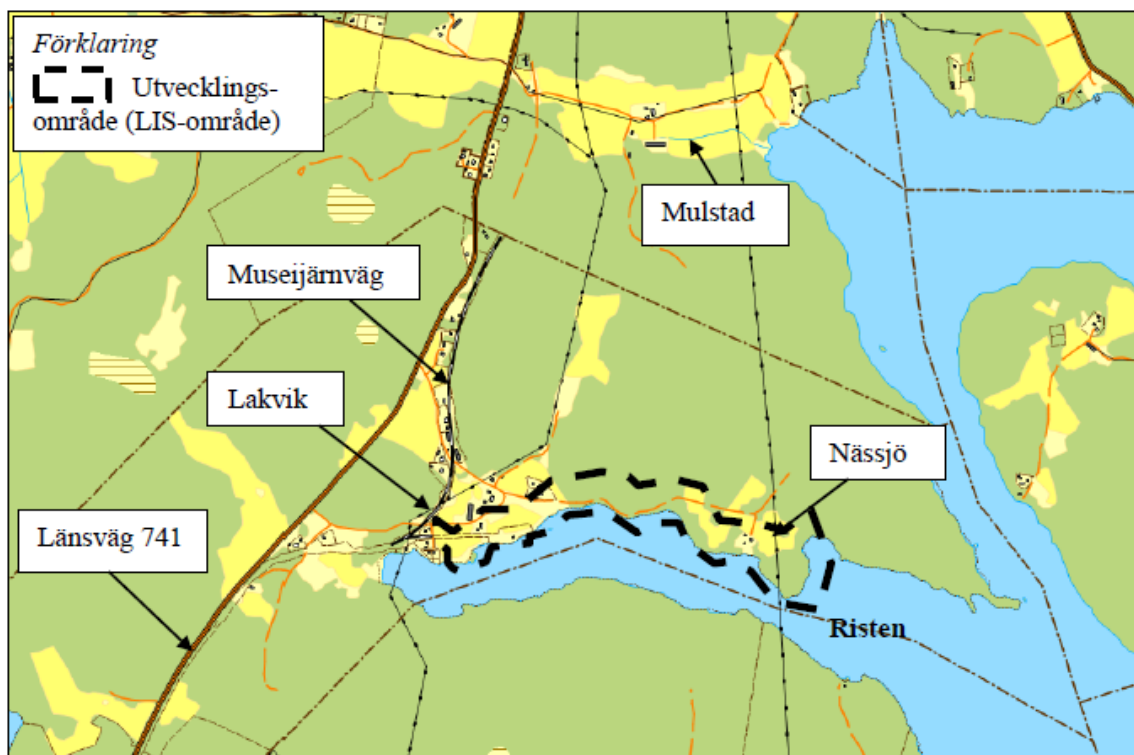 Förklaring
Utvecklings-
område (LIS-område)
Mulstad
Museijärnväg
Lakvik
Nässjö
Länsväg 741
Risten